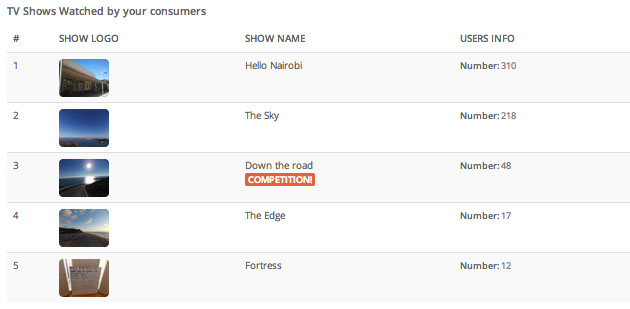 TV Shows Watched by your consumers
# SHOW LOGO SHOW NAME USERS INFO
1 Hello Nairobi Number: 310
2 The Sky Number: 218
3 Down the road Number: 48
COMPETITION!
4 The Edge Number: 17
5 Fortress Number: 12